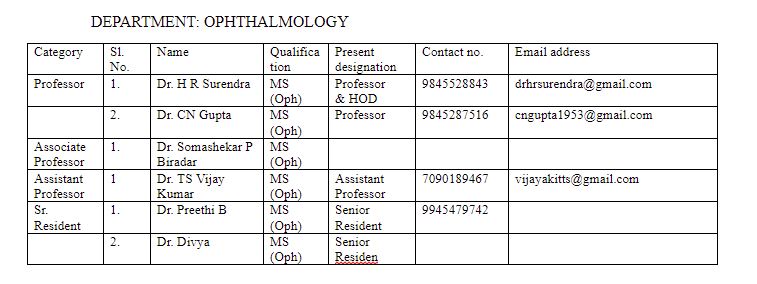 DEPARTMENT: OPHTHALMOLOGY
Category Sl. No. Name Qualifica tion Present designation Contact no. Email address
Professor 1. Dr. H R Surendra MS (Oph) Professor & HOD 9845528843 drhrsurendra@gmail.com
2. Dr. CN Gupta MS (Oph) Professor 9845287516 cngupta1953@gmail.com
Associate Professor 1. Dr. Somashekar P Biradar MS (Oph)
Assistant Professor 1 Dr. TS Vijay Kumar MS (Oph) Assistant Professor 7090189467 vijayakitts@gmail.com
Sr. Resident 1. Dr. Preethi B MS (Oph) Senior Resident 9945479742
2. Dr. Divya MS (Oph) Senior Residen